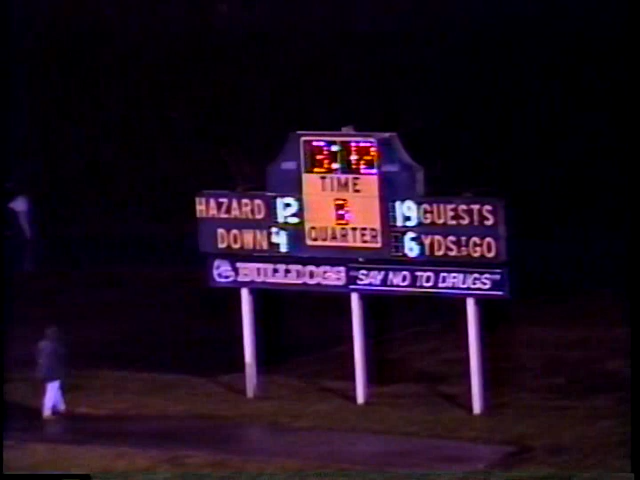 TIME
HAZARD 12 19 GUESTS
QUARTER
DOWN 4 6 YDS TO GO
BULLDOGS "SAY NO TO DRUGS"